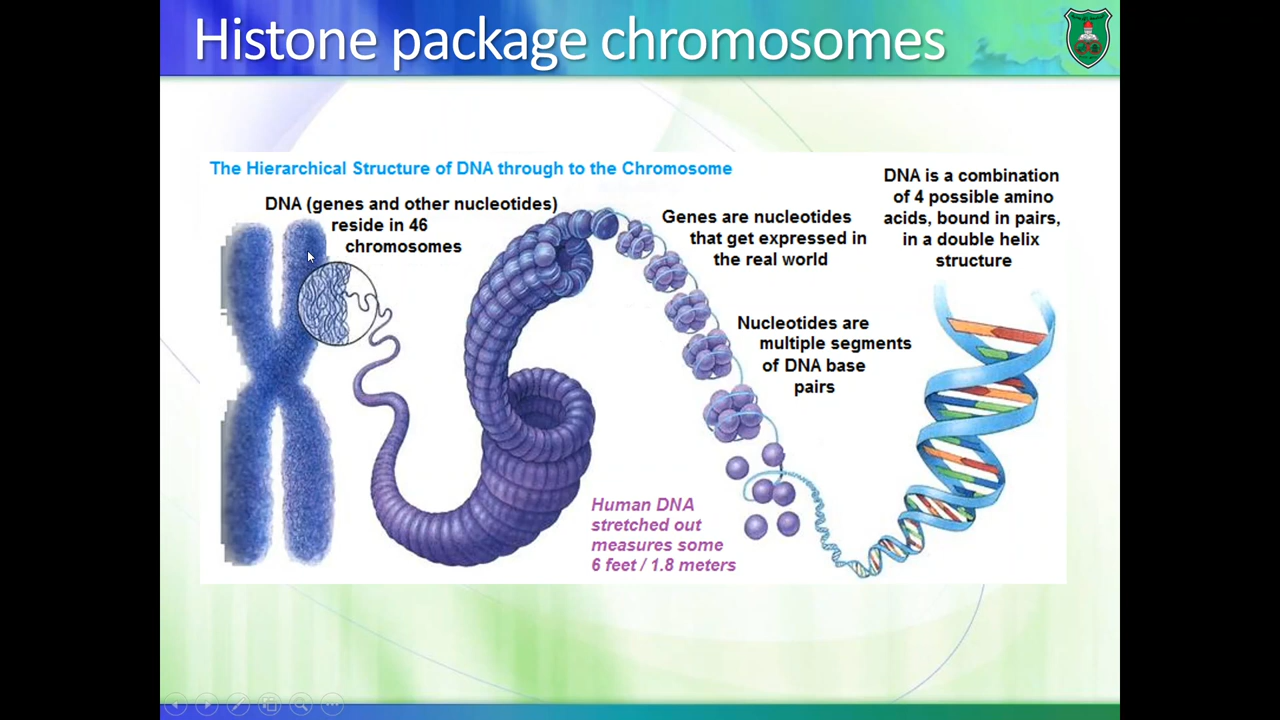 Histone package chromosomes
The Hierarchical Structure of DNA through to the Chromosome
DNA (genes and other nucleotides)
reside in 46
chromosomes
Genes are nucleotides
that get expressed in
the real world
DNA is a combination
of 4 possible amino
acids, bound in pairs,
in a double helix
structure
Nucleotides are
multiple segments
of DNA base
pairs
Human DNA
stretched out
measures some
6 feet / 1.8 meters